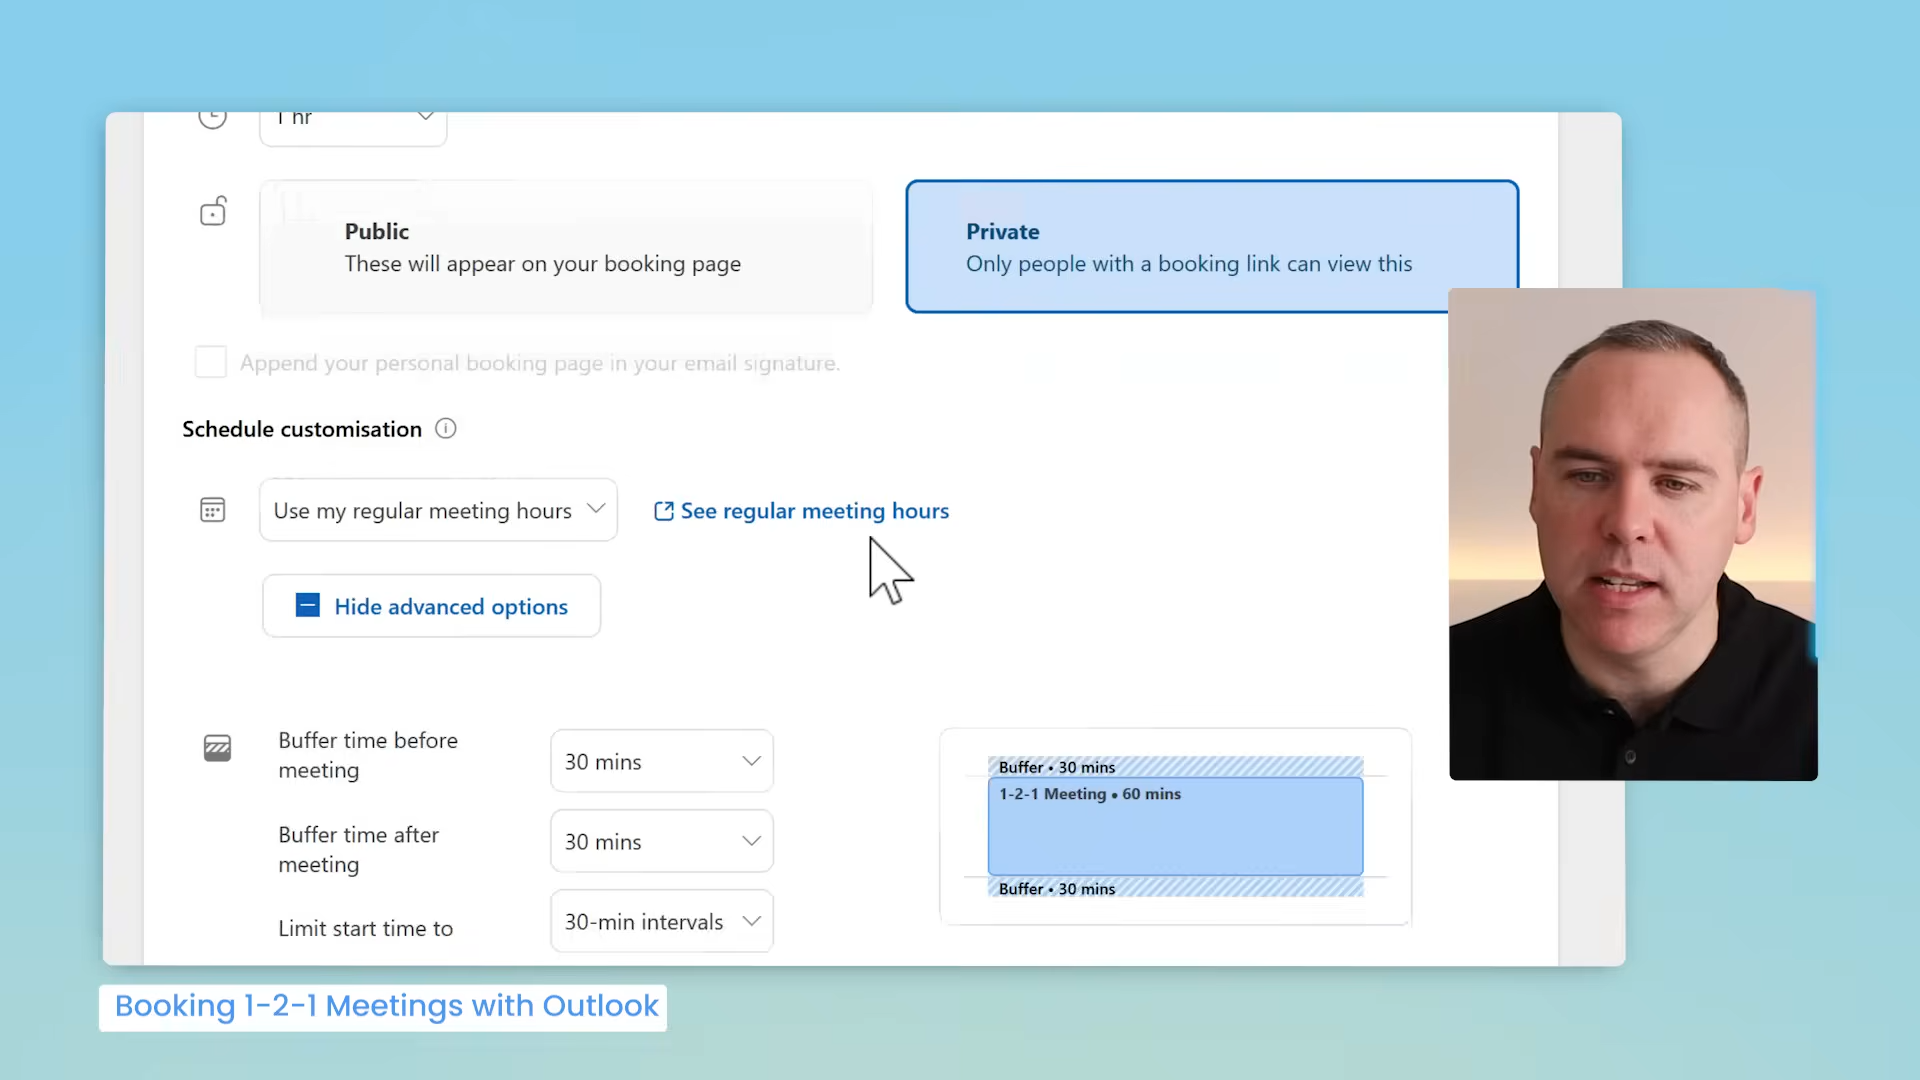 1 hr
Public
These will appear on your booking page
Private
Only people with a booking link can view this
Append your personal booking page in your email signature.
Schedule customisation
Use my regular meeting hours
See regular meeting hours
Hide advanced options
Buffer time before
meeting
30 mins
Buffer time after
meeting
30 mins
Limit start time to
30-min intervals
Buffer • 30 mins
1-2-1 Meeting • 60 mins
Buffer • 30 mins
Booking 1-2-1 Meetings with Outlook